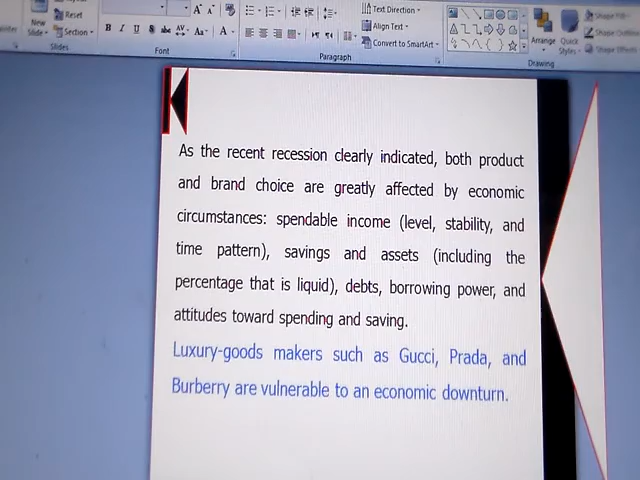 New
Slide
Reset
Section
Slides
Font
Paragraph
Text Direction
Align Text
Convert to SmartArt
Arrange
Quick
Styles
Drawing
As the recent recession clearly indicated, both product
and brand choice are greatly affected by economic
circumstances: spendable income (level, stability, and
time pattern), savings and assets (including the
percentage that is liquid), debts, borrowing power, and
attitudes toward spending and saving.
Luxury-goods makers such as Gucci, Prada, and
Burberry are vulnerable to an economic downturn.